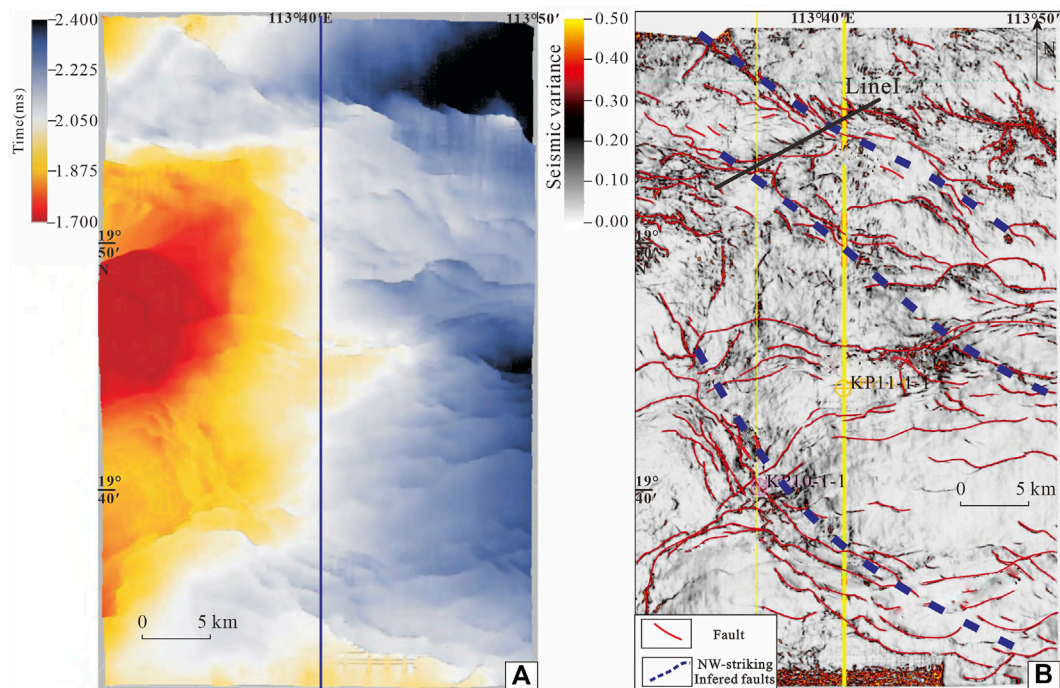 −2.400
−2.225
−2.050
−1.875
−1.700
Time(ms)
113°40′E
113°50′
19°
50′
N
19°
40′
0 5 km
A
0.50
0.40
0.30
0.20
0.10
0.00
Seismic variance
113°40′E
113°50′
N
LineI
19°
50′
N
KP11-1-1
KP10-1-1
19°
40′
0 5 km
Fault
NW-striking
Infered faults
B